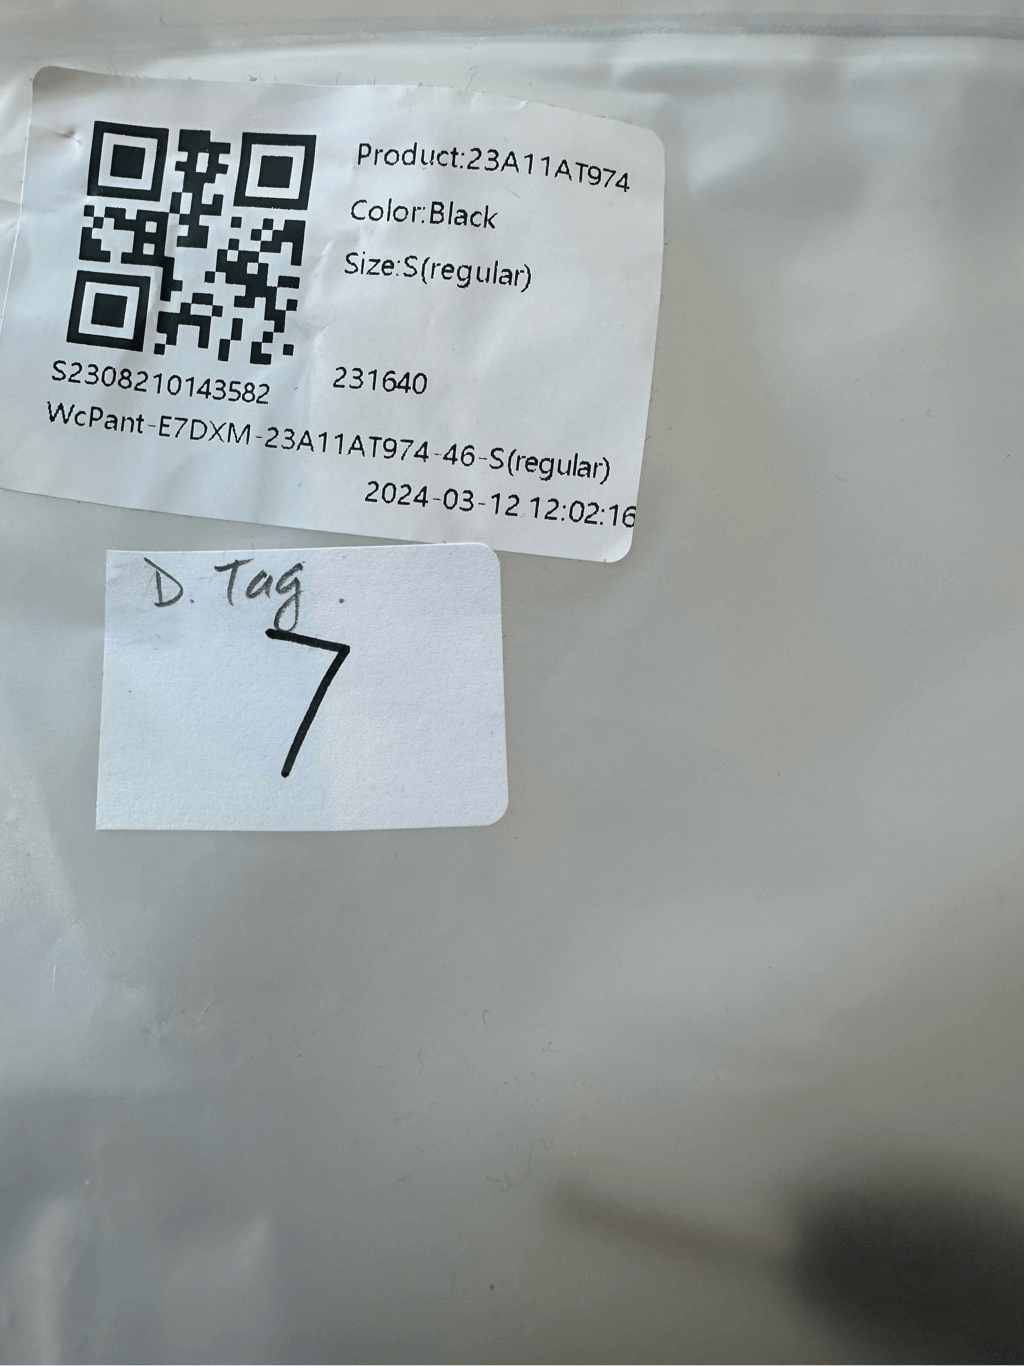 Product:23A11AT974
Color:Black
Size:S(regular)
S2308210143582 231640
WcPant-E7DXM-23A11AT974-46-S(regular)
2024-03-12 12:02:16
D. Tag.
7